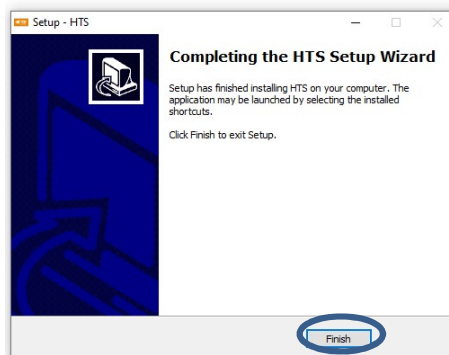 Setup - HTS
Completing the HTS Setup Wizard
Setup has finished installing HTS on your computer. The
application may be launched by selecting the installed
shortcuts.
Click Finish to exit Setup.
Finish